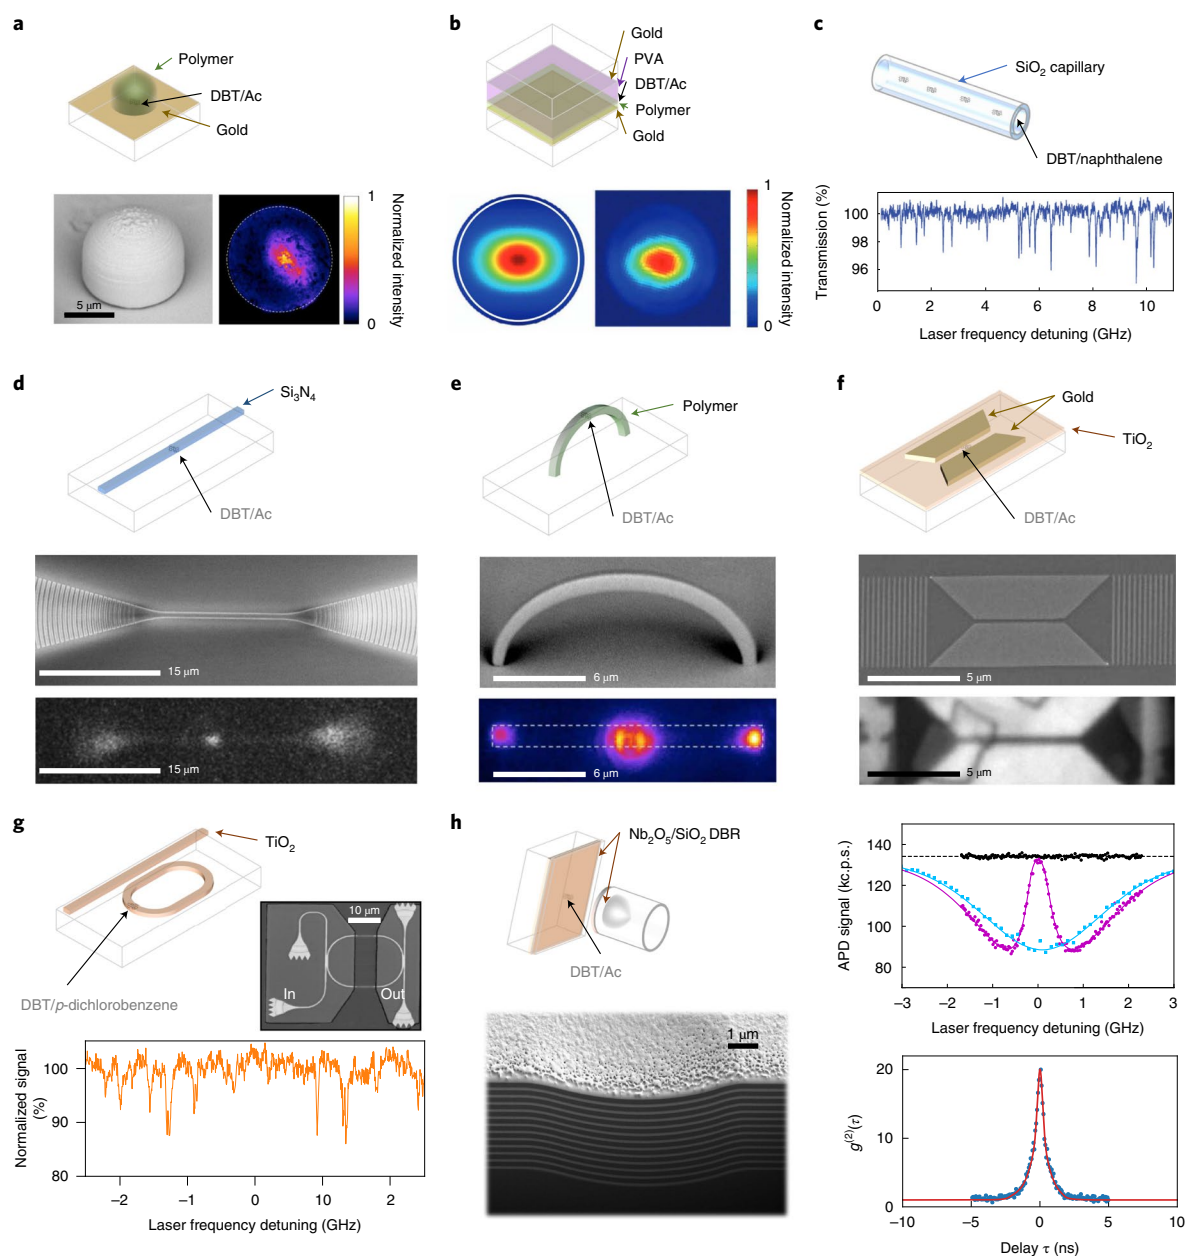 a
Polymer
DBT/Ac
Gold
5 μm
1
0
Normalized intensity
b
Gold
PVA
DBT/Ac
Polymer
Gold
1
0
Normalized intensity
c
SiO2 capillary
DBT/naphthalene
Transmission (%)
100
98
96
0 2 4 6 8 10
Laser frequency detuning (GHz)
d
Si3N4
DBT/Ac
15 μm
15 μm
e
Polymer
DBT/Ac
6 μm
6 μm
f
Gold
TiO2
DBT/Ac
5 μm
5 μm
g
TiO2
DBT/p-dichlorobenzene
10 μm
In
Out
Normalized signal
(%)
100
90
80
−2 −1 0 10 2
Laser frequency detuning (GHz)
h
Nb2O5/SiO2 DBR
DBT/Ac
1 μm
APD signal (kc.p.s.)
140
120
100
80
−3 −2 −1 0 1 2 3
Laser frequency detuning (GHz)
g(2)(τ)
20
10
0
−10 −5 0 5 10
Delay τ (ns)